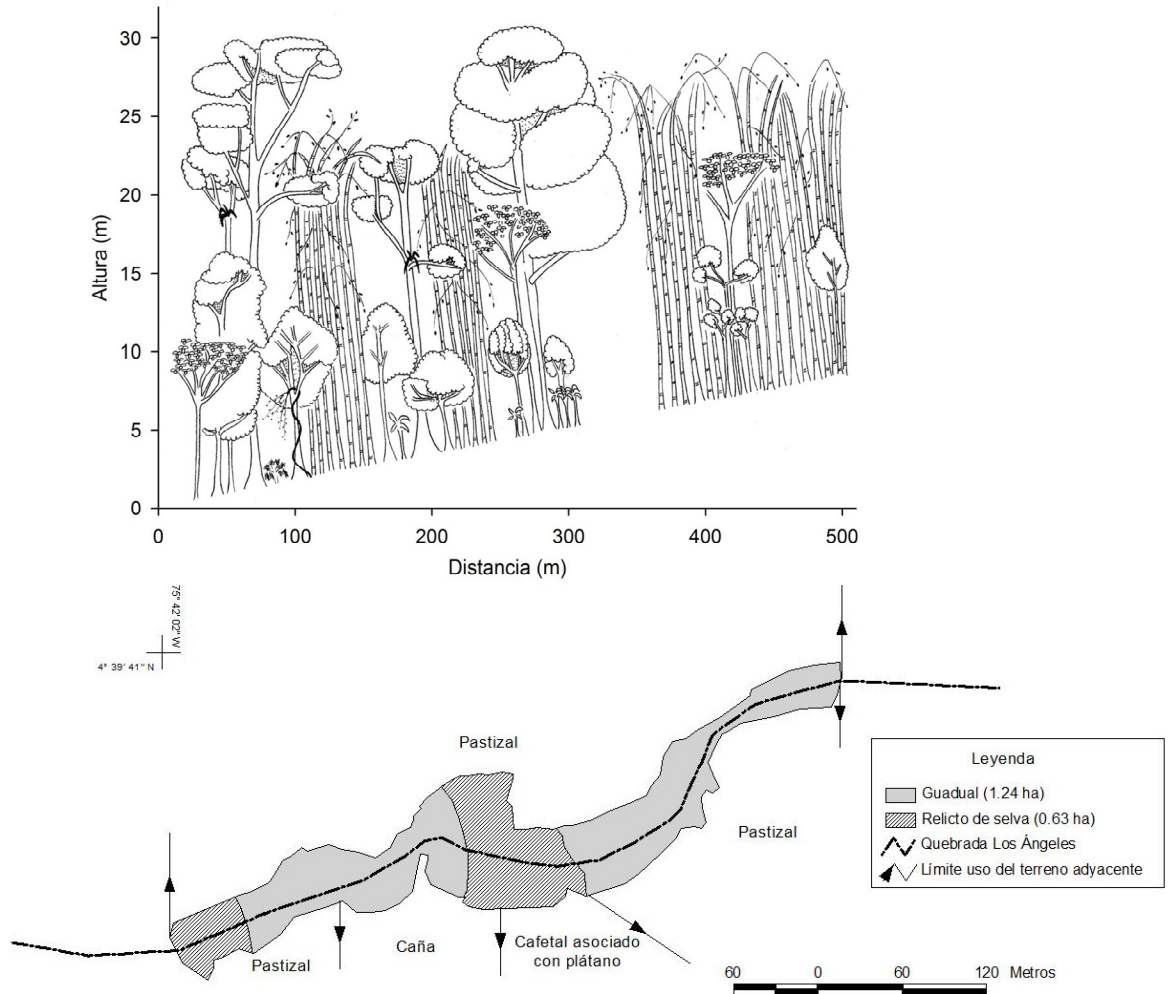 Altura (m)
30
25
20
15
10
5
0
0 100 200 300 400 500
Distancia (m)
75° 42' 02" W
4° 39' 41" N
Pastizal
Pastizal
Pastizal
Caña
Cafetal asociado
con plátano
Leyenda
Guadual (1.24 ha)
Relicto de selva (0.63 ha)
Quebrada Los Ángeles
Límite uso del terreno adyacente
60 0 60 120 Metros